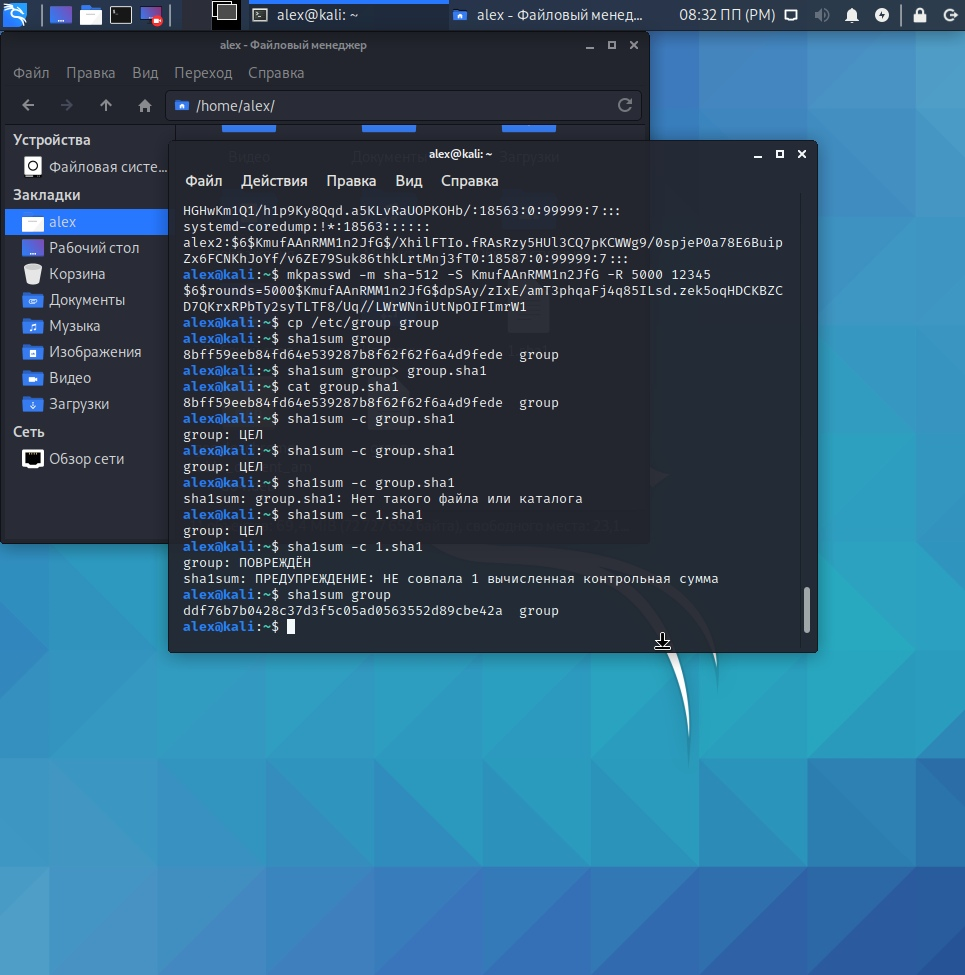 alex@kali: ~
alex - Файловый менед...
08:32 ПП (PM)
alex - Файловый менеджер
Файл Правка Вид Переход Справка
/home/alex/
Устройства
Файловая систе...
Закладки
alex
Рабочий стол
Корзина
Документы
Музыка
Изображения
Видео
Загрузки
Сеть
Обзор сети
alex@kali: ~
Файл Действия Правка Вид Справка
HGHwKm1Q1/h1p9Ky8Qqd.a5KLvRaUOPKOHb/:18563:0:99999:7:::
systemd-coredump:!*:18563::::::
alex2:$6$KmufAAnRMM1n2JfG$/XhilFTIo.fRAsRzy5HUl3CQ7pKCWWg9/0spjeP0a78E6Buip
Zx6FCNKhJoYf/v6ZE79Suk86thkLrtMnj3fT0:18587:0:99999:7:::
alex@kali:~$ mkpasswd -m sha-512 -S KmufAAnRMM1n2JfG -R 5000 12345
$6$rounds=5000$KmufAAnRMM1n2JfG$dpSAy/zIxE/amT3phqaFj4q85ILsd.zek5oqHDCKBZC
D7QKrxRPbTy2syTLTF8/Uq//LWrWNniUtNpOIFImrW1
alex@kali:~$ cp /etc/group group
alex@kali:~$ sha1sum group
8bff59eeb84fd64e539287b8f62f62f6a4d9fede  group
alex@kali:~$ sha1sum group> group.sha1
alex@kali:~$ cat group.sha1
8bff59eeb84fd64e539287b8f62f62f6a4d9fede  group
alex@kali:~$ sha1sum -c group.sha1
group: ЦЕЛ
alex@kali:~$ sha1sum -c group.sha1
group: ЦЕЛ
alex@kali:~$ sha1sum -c group.sha1
sha1sum: group.sha1: Нет такого файла или каталога
alex@kali:~$ sha1sum -c 1.sha1
group: ЦЕЛ
alex@kali:~$ sha1sum -c 1.sha1
group: ПОВРЕЖДЁН
sha1sum: ПРЕДУПРЕЖДЕНИЕ: НЕ совпала 1 вычисленная контрольная сумма
alex@kali:~$ sha1sum group
ddf76b7b0428c37d3f5c05ad0563552d89cbe42a  group
alex@kali:~$